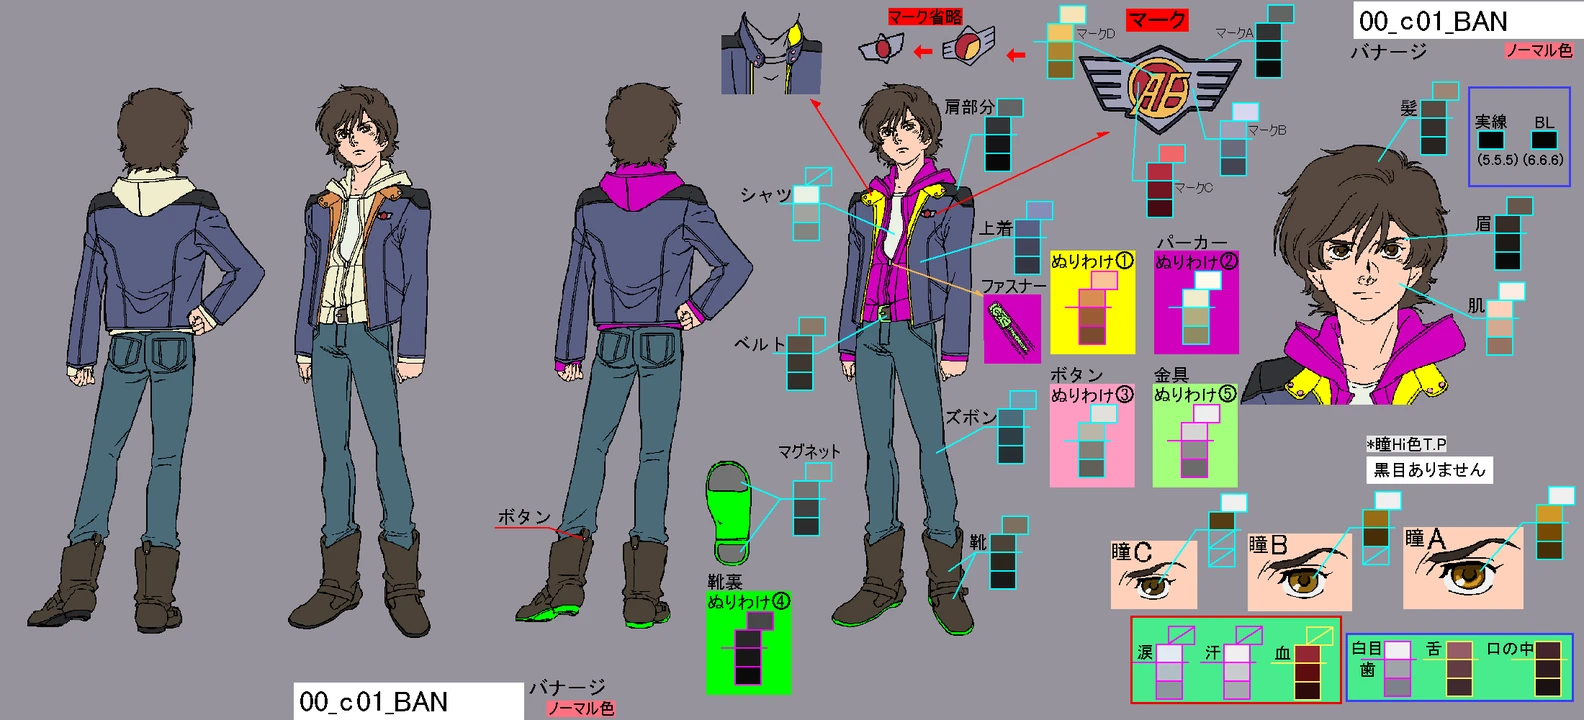 マーク省略
マーク
00_c01_BAN
バナージ
ノーマル色
マークD
マークA
マークB
マークC
AE
肩部分
髪
実線
BL
(5.5.5)
(6.6.6)
シャツ
上着
眉
パーカー
ぬりわけ①
ぬりわけ②
ファスナー
肌
ベルト
ボタン
ぬりわけ③
金具
ぬりわけ⑤
ズボン
*瞳Hi色T.P
黒目ありません
マグネット
ボタン
靴
瞳C
瞳B
瞳A
靴裏
ぬりわけ④
涙
汗
血
白目
歯
舌
口の中
00_c01_BAN
バナージ
ノーマル色